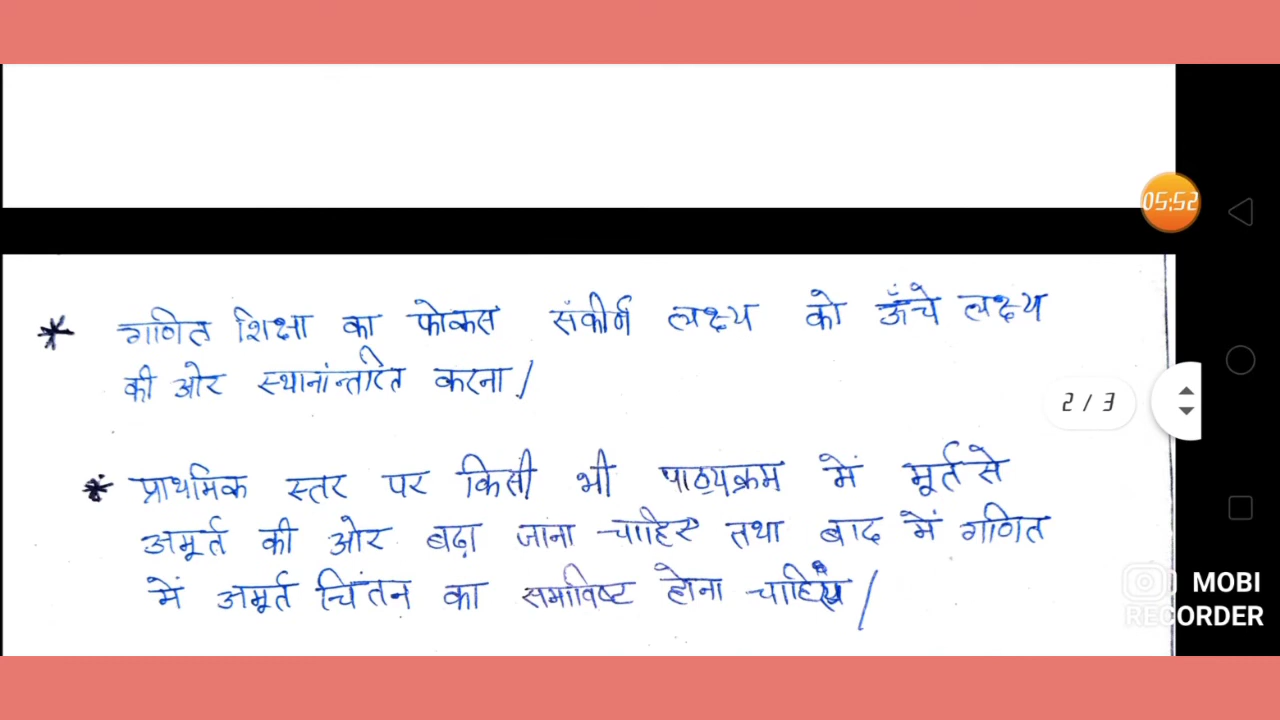 05:52
* गणित शिक्षा का फोकस संकीर्ण लक्ष्य को ऊँचे लक्ष्य
की ओर स्थानांन्तरित करना /
2 / 3
* प्राथमिक स्तर पर किसी भी पाठ्यक्रम में मूर्त से
अमूर्त की ओर बढ़ा जाना चाहिए तथा बाद में गणित
में अमूर्त चिंतन का समाविष्ट होना चाहिए /
MOBI
RECORDER